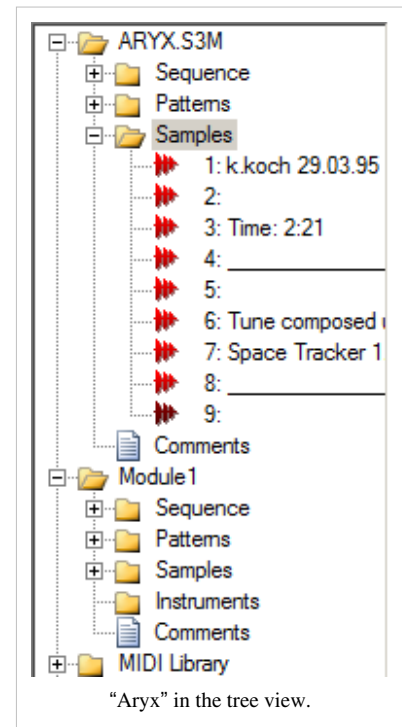 ARYX.S3M
Sequence
Patterns
Samples
1: k.koch 29.03.95
2:
3: Time: 2:21
4: ____________
5:
6: Tune composed
7: Space Tracker 1
8: ____________
9:
Comments
Module1
Sequence
Patterns
Samples
Instruments
Comments
MIDI Library
“Aryx” in the tree view.